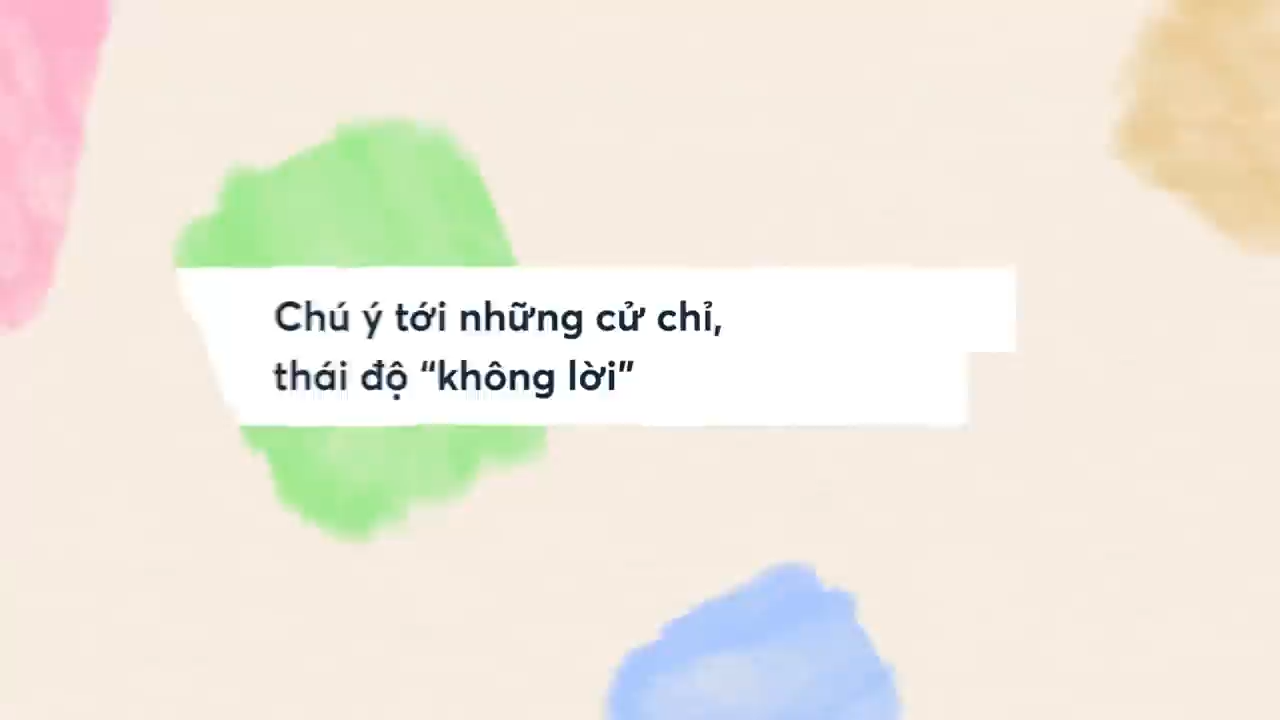 Chú ý tới những cử chỉ,
thái độ “không lời”